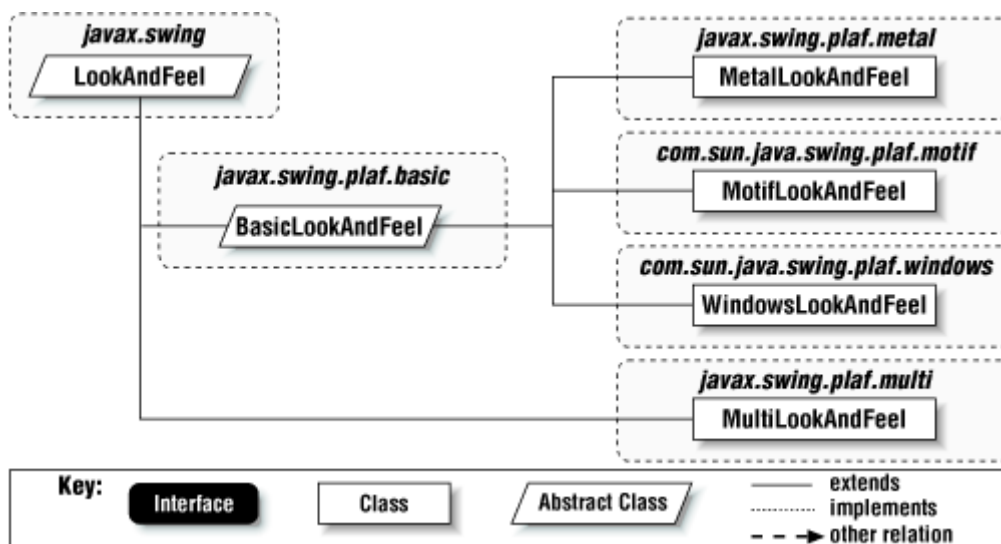 javax.swing
LookAndFeel
javax.swing.plaf.basic
BasicLookAndFeel
javax.swing.plaf.metal
MetalLookAndFeel
com.sun.java.swing.plaf.motif
MotifLookAndFeel
com.sun.java.swing.plaf.windows
WindowsLookAndFeel
javax.swing.plaf.multi
MultiLookAndFeel
Key:
Interface
Class
Abstract Class
extends
implements
other relation